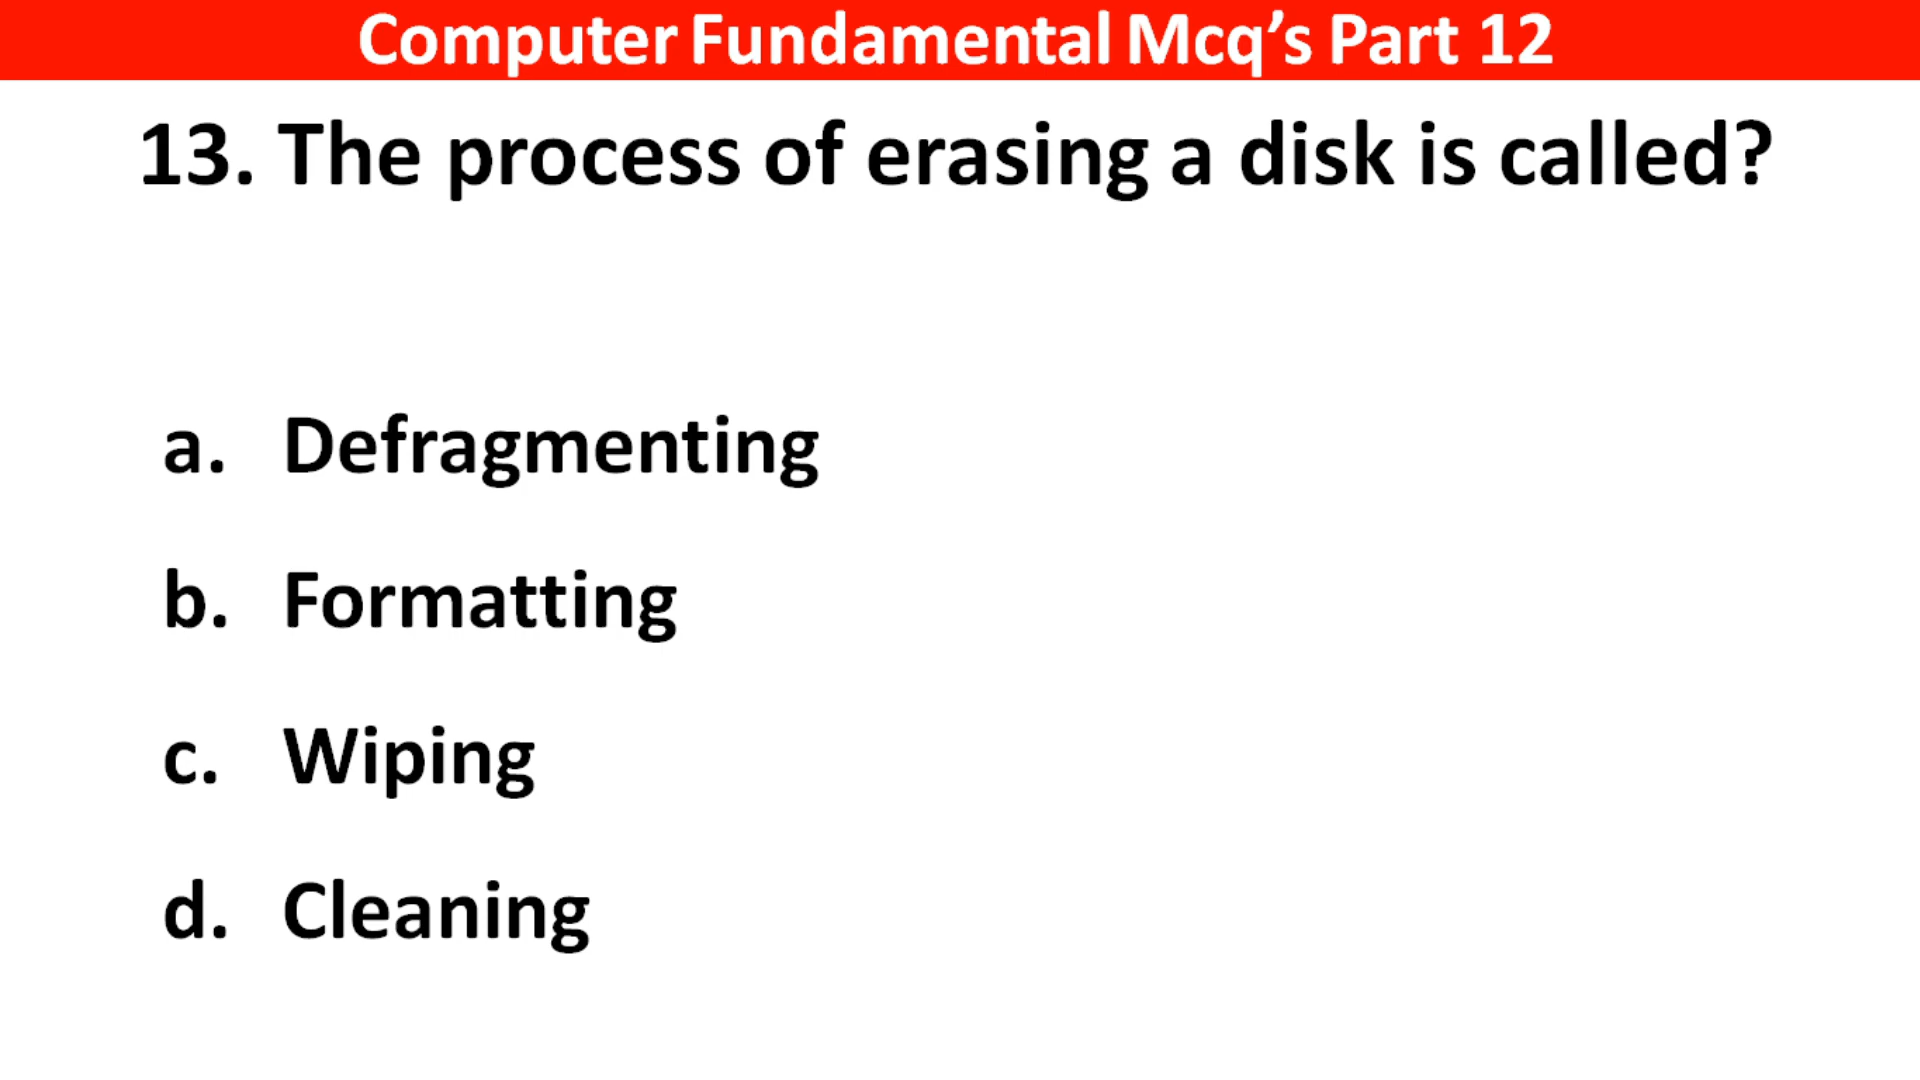 Computer Fundamental Mcq’s Part 12
13. The process of erasing a disk is called?
a. Defragmenting
b. Formatting
c. Wiping
d. Cleaning